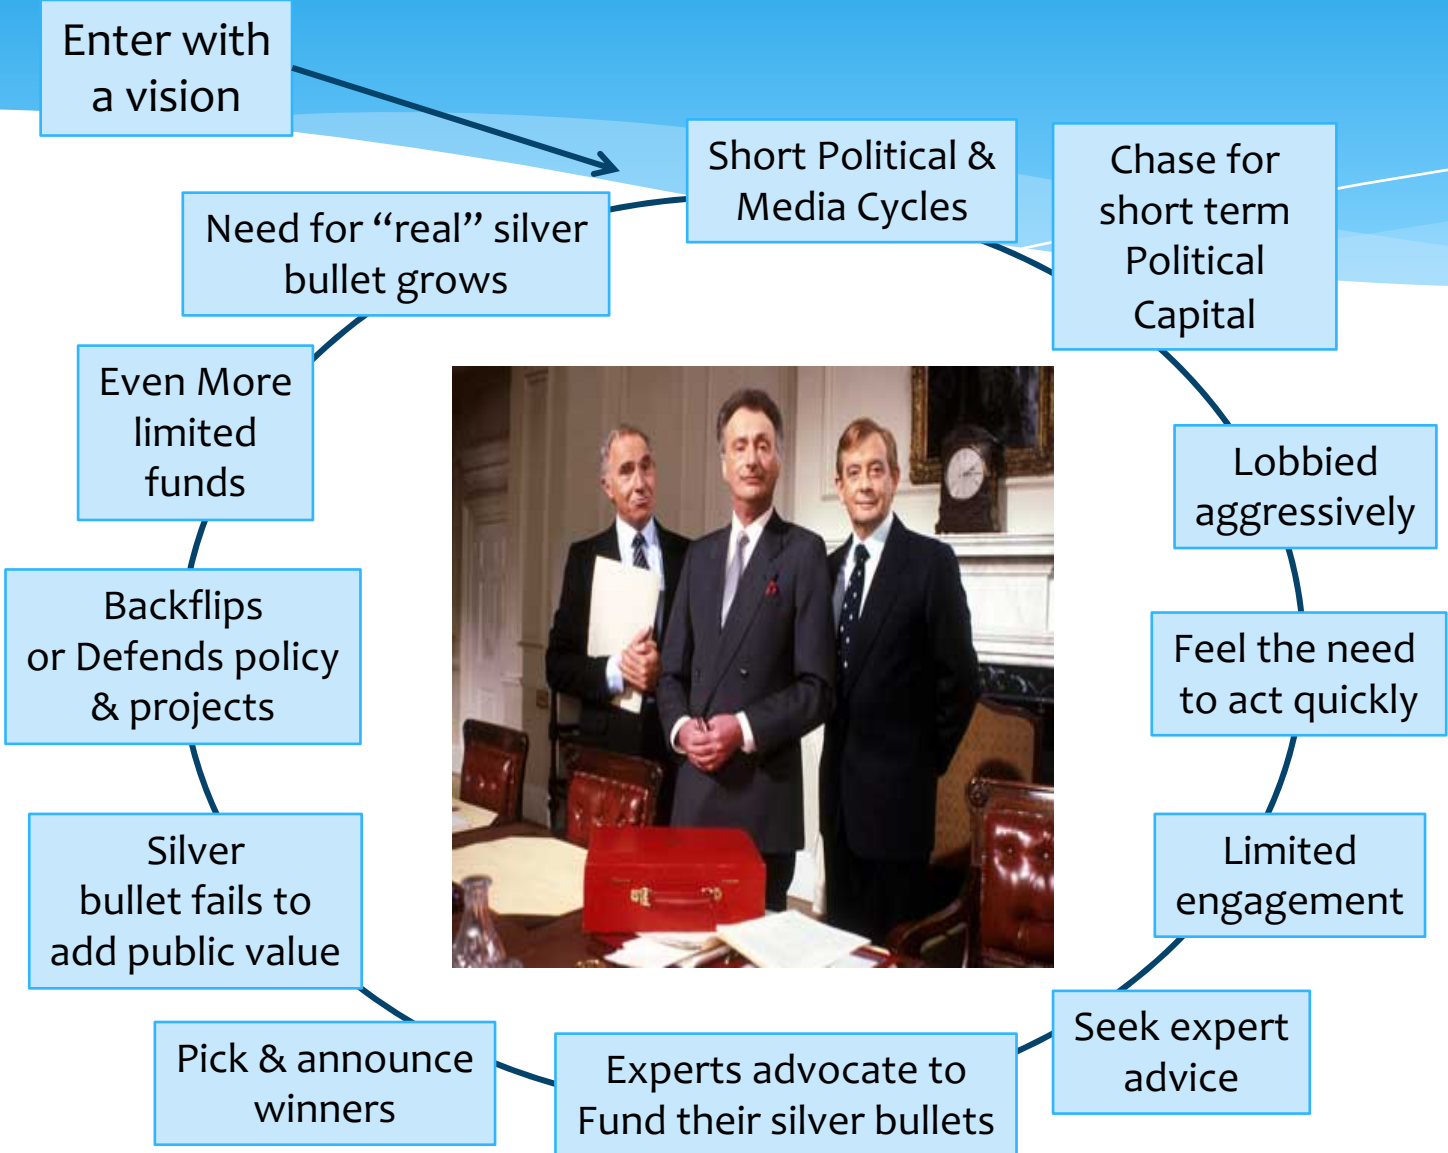 Enter with
a vision
Short Political &
Media Cycles
Chase for
short term
Political
Capital
Lobbied
aggressively
Feel the need
to act quickly
Limited
engagement
Seek expert
advice
Experts advocate to
Fund their silver bullets
Pick & announce
winners
Silver
bullet fails to
add public value
Backflips
or Defends policy
& projects
Even More
limited
funds
Need for “real” silver
bullet grows